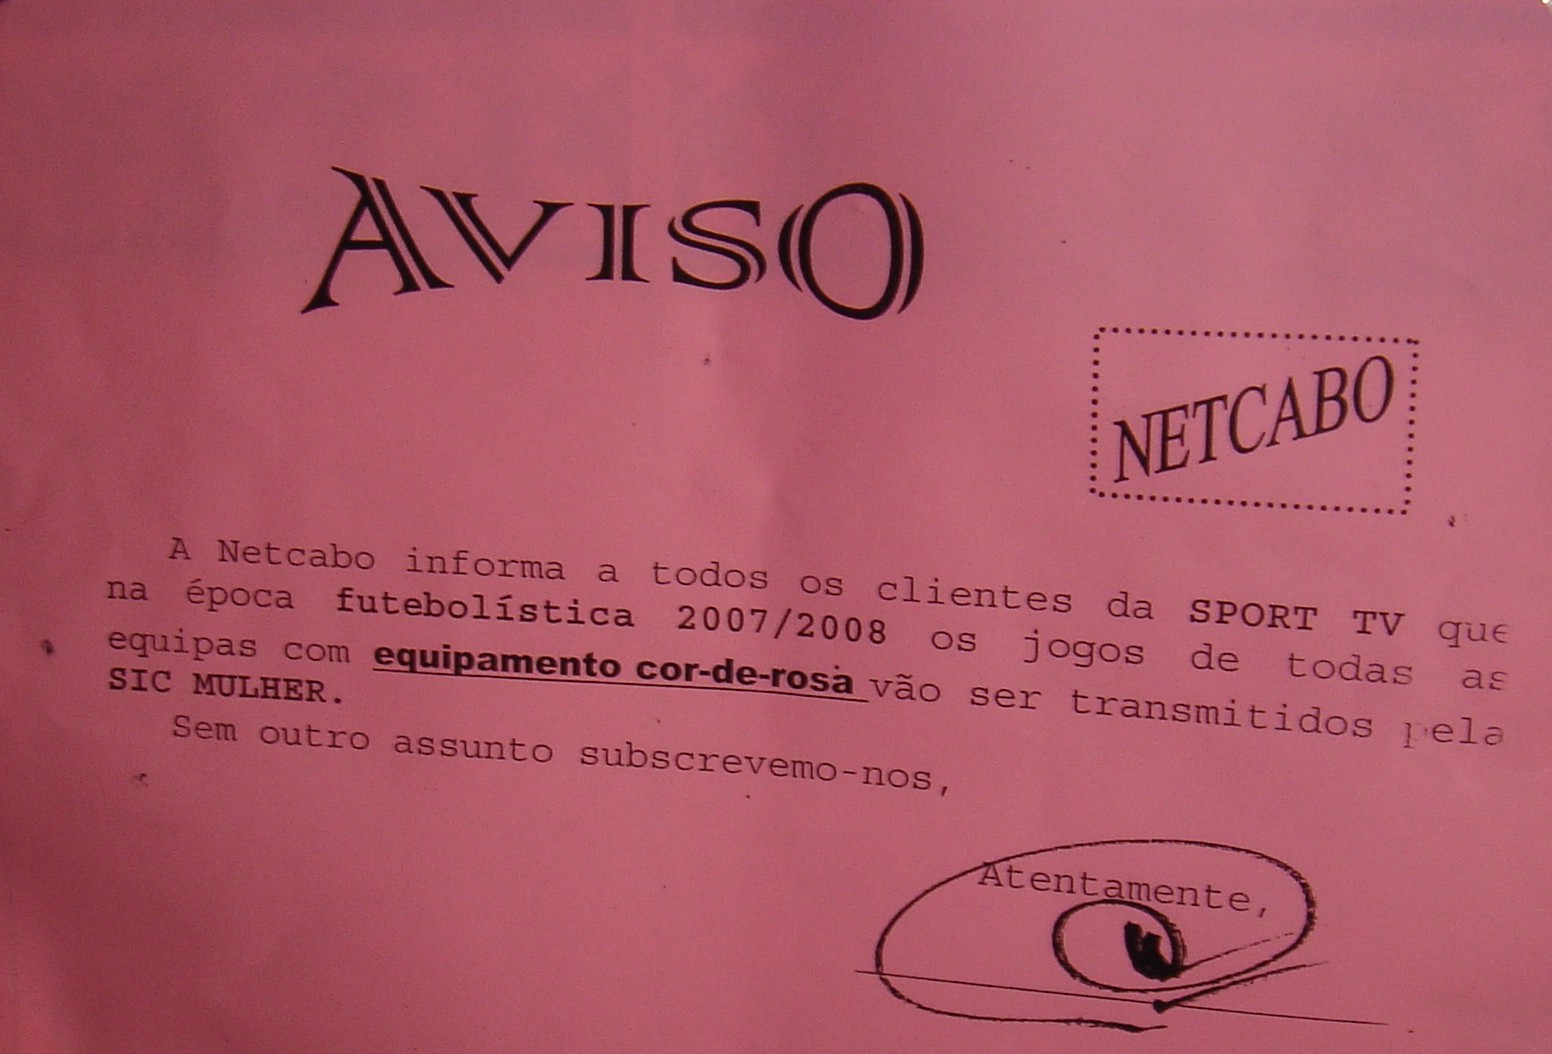 AVISO
NETCABO
A Netcabo informa a todos os clientes da SPORT TV que
na época futebolística 2007/2008 os jogos de todas as
equipas com equipamento cor-de-rosa vão ser transmitidos pela
SIC MULHER.
Sem outro assunto subscrevemo-nos,
Atentamente,